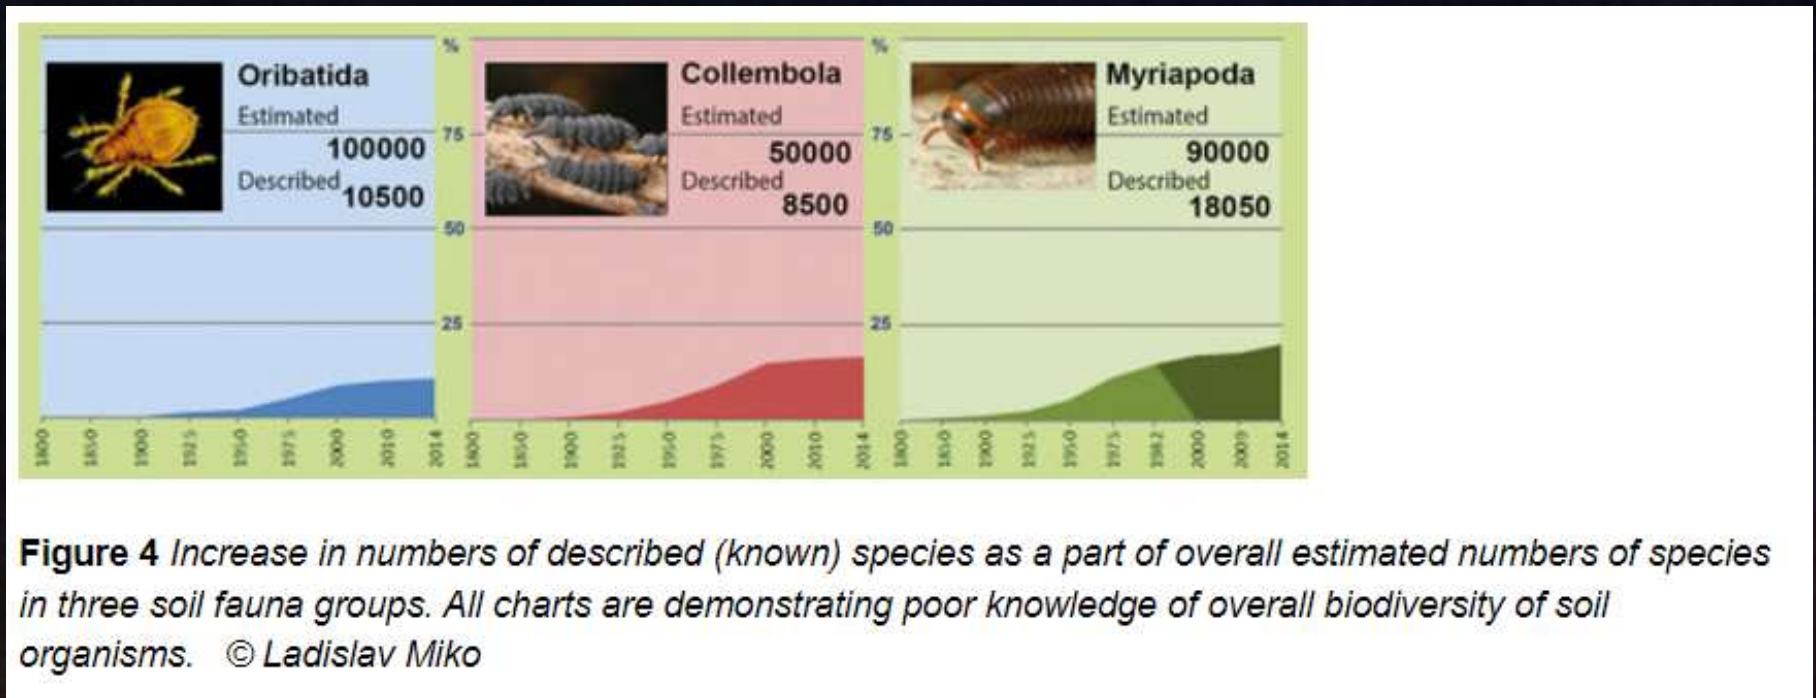 %
%
Oribatida
Collembola
Myriapoda
Estimated
Estimated
Estimated
75
75
100000
50000
90000
Described
Described
Described
10500
8500
18050
50
50
25
25
1800 1850 1900 1925 1950 1975 2000 2010 2014
1800 1850 1900 1925 1950 1975 2000 2010 2014
1800 1850 1900 1925 1950 1975 1982 2000 2009 2014
Figure 4 Increase in numbers of described (known) species as a part of overall estimated numbers of species
in three soil fauna groups. All charts are demonstrating poor knowledge of overall biodiversity of soil
organisms. © Ladislav Miko